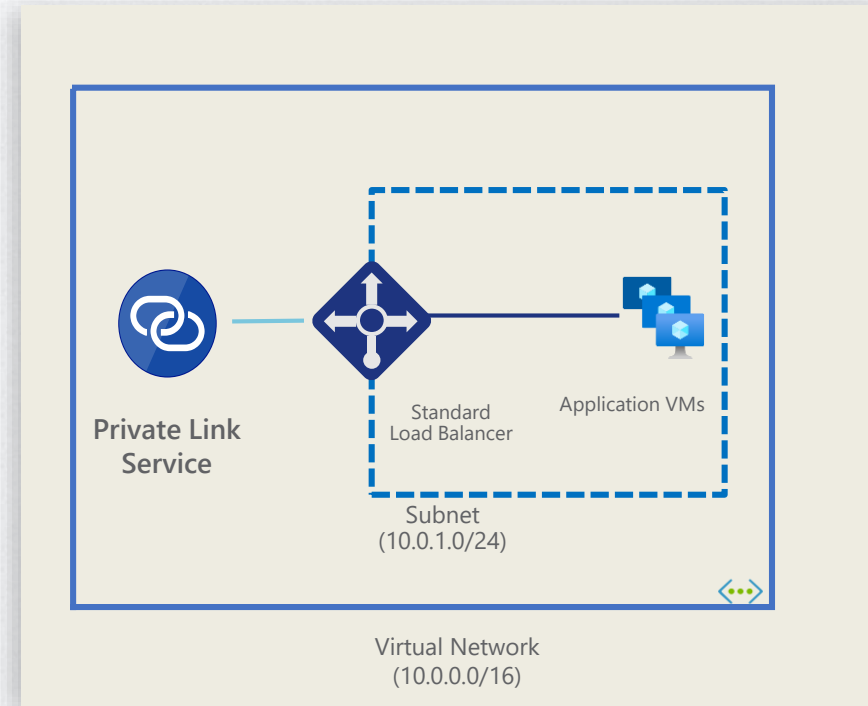 Private Link
Service
Standard
Load Balancer
Application VMs
Subnet
(10.0.1.0/24)
Virtual Network
(10.0.0.0/16)